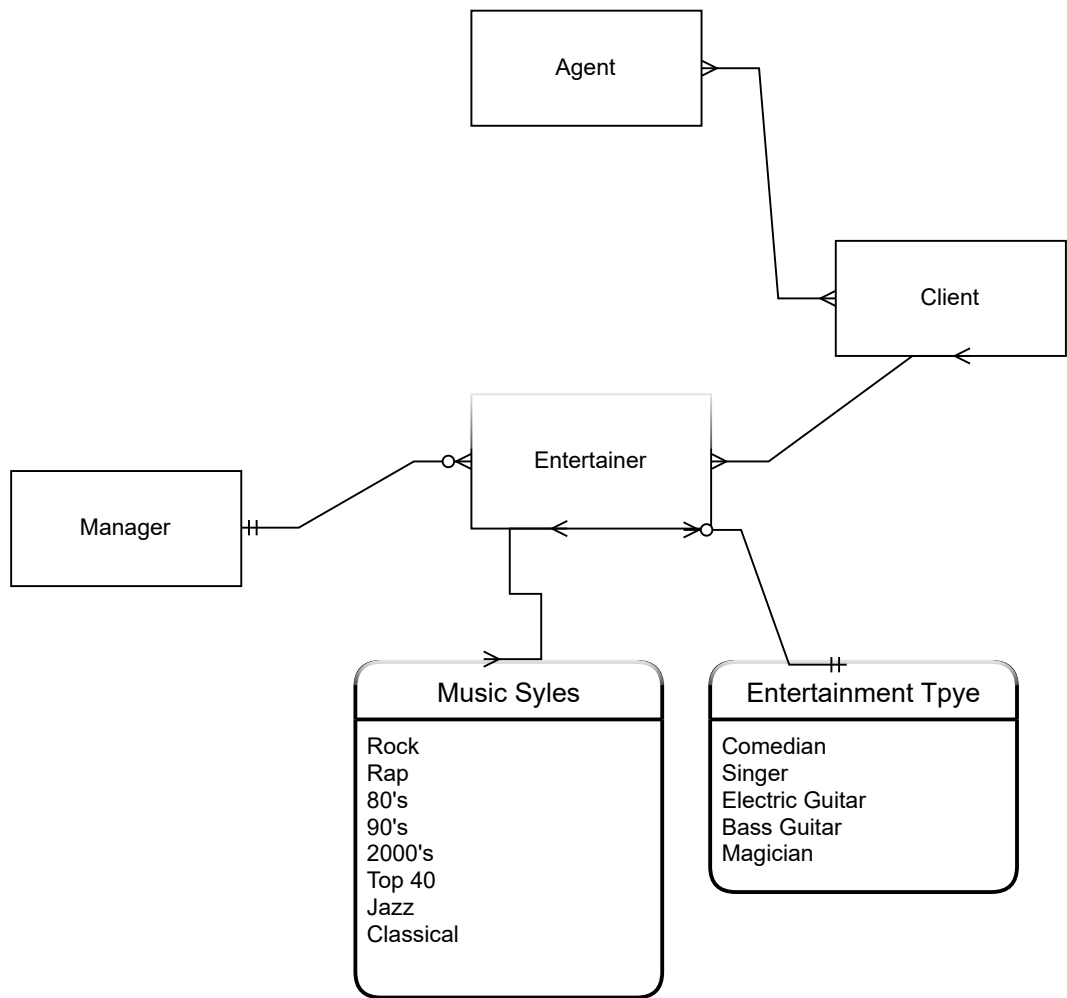 Agent
Client
Entertainer
Manager
Music Syles
Rock
Rap
80's
90's
2000's
Top 40
Jazz
Classical
Entertainment Tpye
Comedian
Singer
Electric Guitar
Bass Guitar
Magician